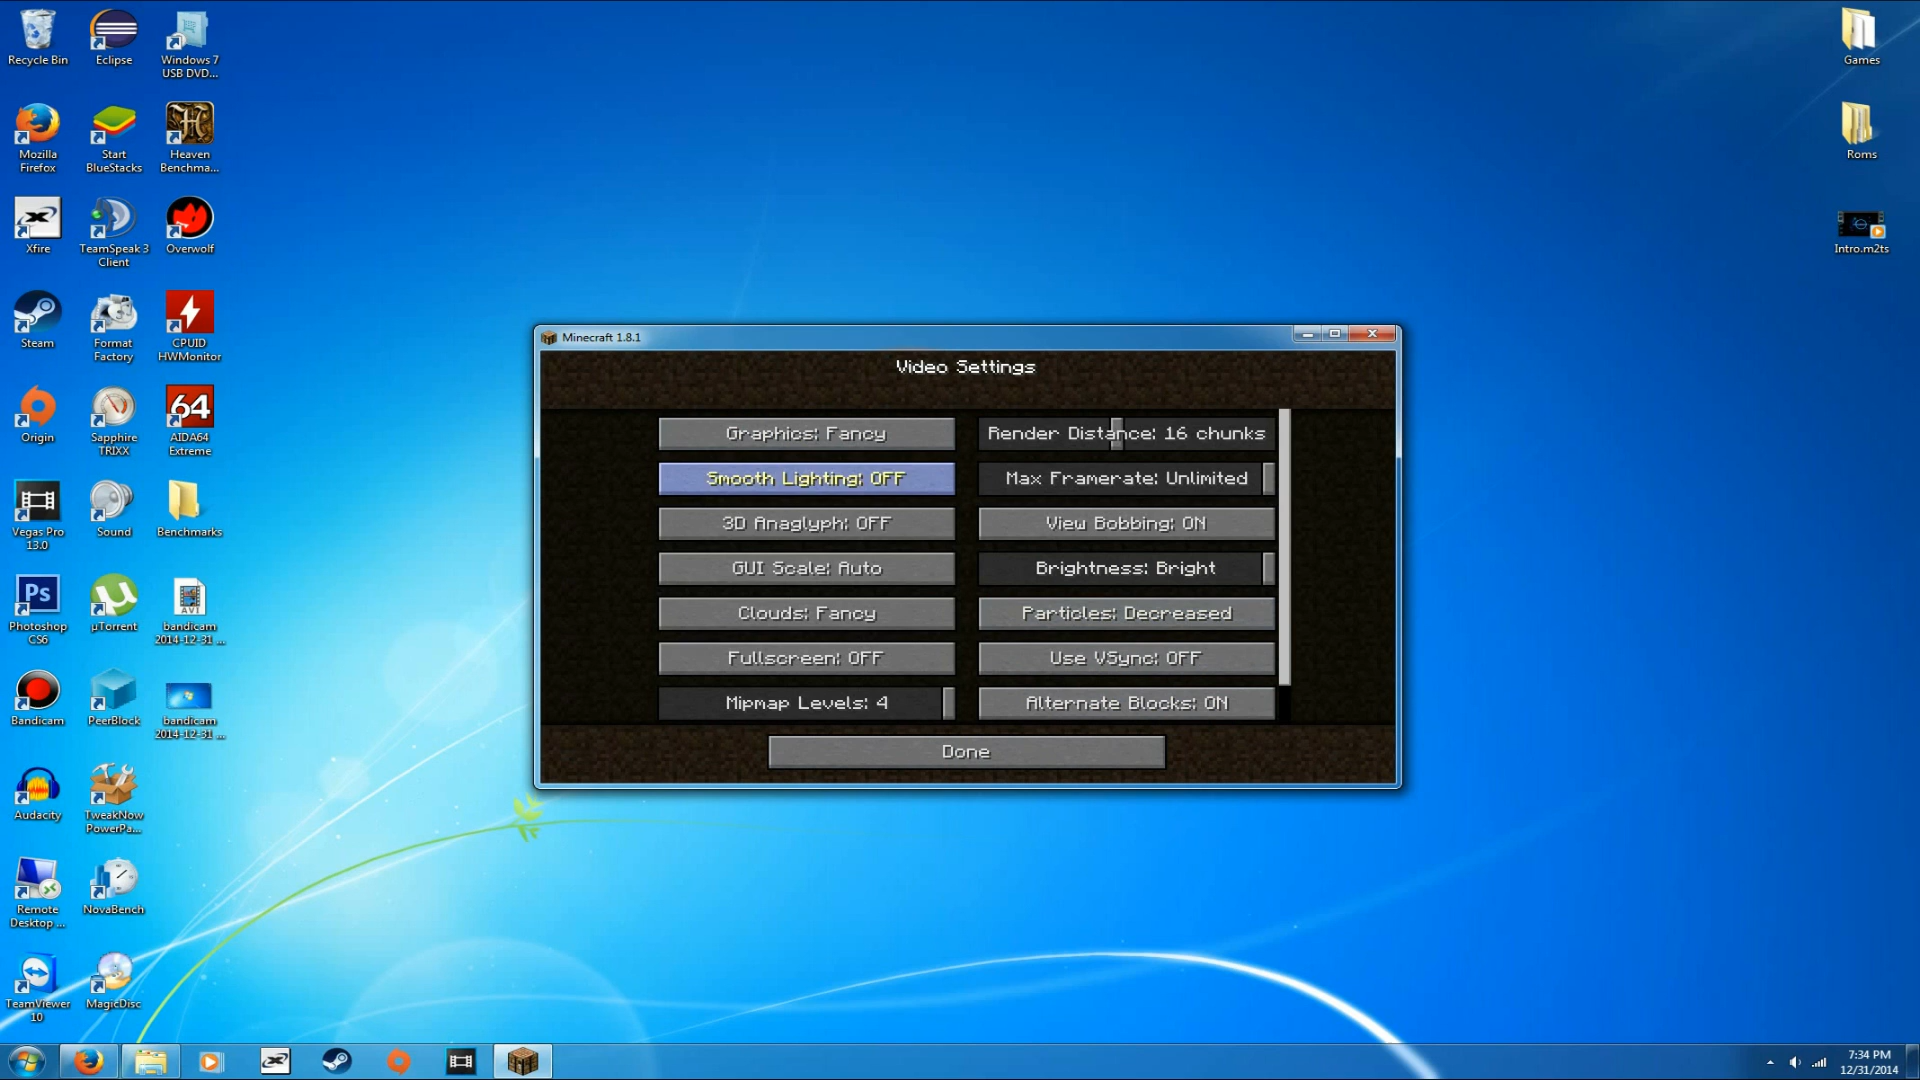 Recycle Bin
Eclipse
Windows 7
USB DVD...
Games
Mozilla
Firefox
Start
BlueStacks
Heaven
Benchma...
Roms
Xfire
TeamSpeak 3
Client
Overwolf
Intro.m2ts
Steam
Format
Factory
CPUID
HWMonitor
Origin
Sapphire
TRIXX
64
AIDA64
Extreme
Vegas Pro
13.0
Sound
Benchmarks
Ps
Photoshop
CS6
µTorrent
AVI
bandicam
2014-12-31 ...
Bandicam
PeerBlock
bandicam
2014-12-31 ...
Audacity
TweakNow
PowerPa...
Remote
Desktop ...
NovaBench
TeamViewer
10
MagicDisc
Minecraft 1.8.1
Video Settings
Graphics: Fancy
Render Distance: 16 chunks
Smooth Lighting: OFF
Max Framerate: Unlimited
3D Anaglyph: OFF
View Bobbing: ON
GUI Scale: Auto
Brightness: Bright
Clouds: Fancy
Particles: Decreased
Fullscreen: OFF
Use VSync: OFF
Mipmap Levels: 4
Alternate Blocks: ON
Done
7:34 PM
12/31/2014